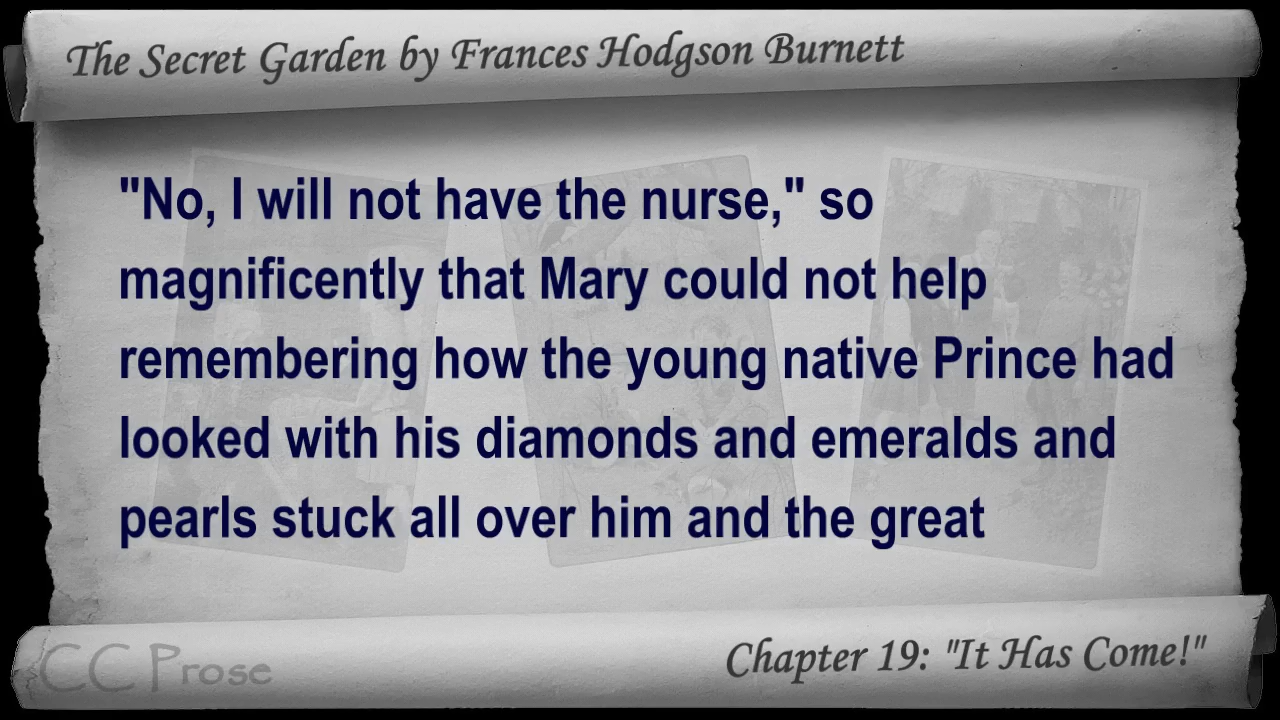 The Secret Garden by Frances Hodgson Burnett
"No, I will not have the nurse," so
magnificently that Mary could not help
remembering how the young native Prince had
looked with his diamonds and emeralds and
pearls stuck all over him and the great
CC Prose
Chapter 19: "It Has Come!"